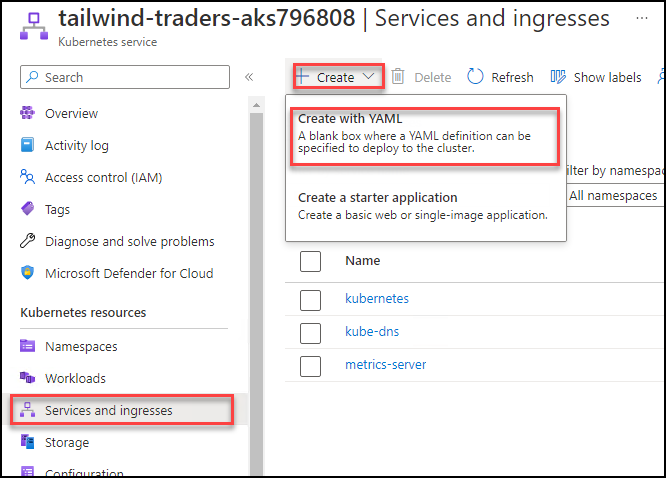 tailwind-traders-aks796808 | Services and ingresses ...
Kubernetes service
Search
«
Overview
Activity log
Access control (IAM)
Tags
Diagnose and solve problems
Microsoft Defender for Cloud
Kubernetes resources
Namespaces
Workloads
Services and ingresses
Storage
Configuration
+ Create
Delete
Refresh
Show labels
Create with YAML
A blank box where a YAML definition can be
specified to deploy to the cluster.
Create a starter application
Create a basic web or single-image application.
ilter by namespac
All namespaces
Name
kubernetes
kube-dns
metrics-server